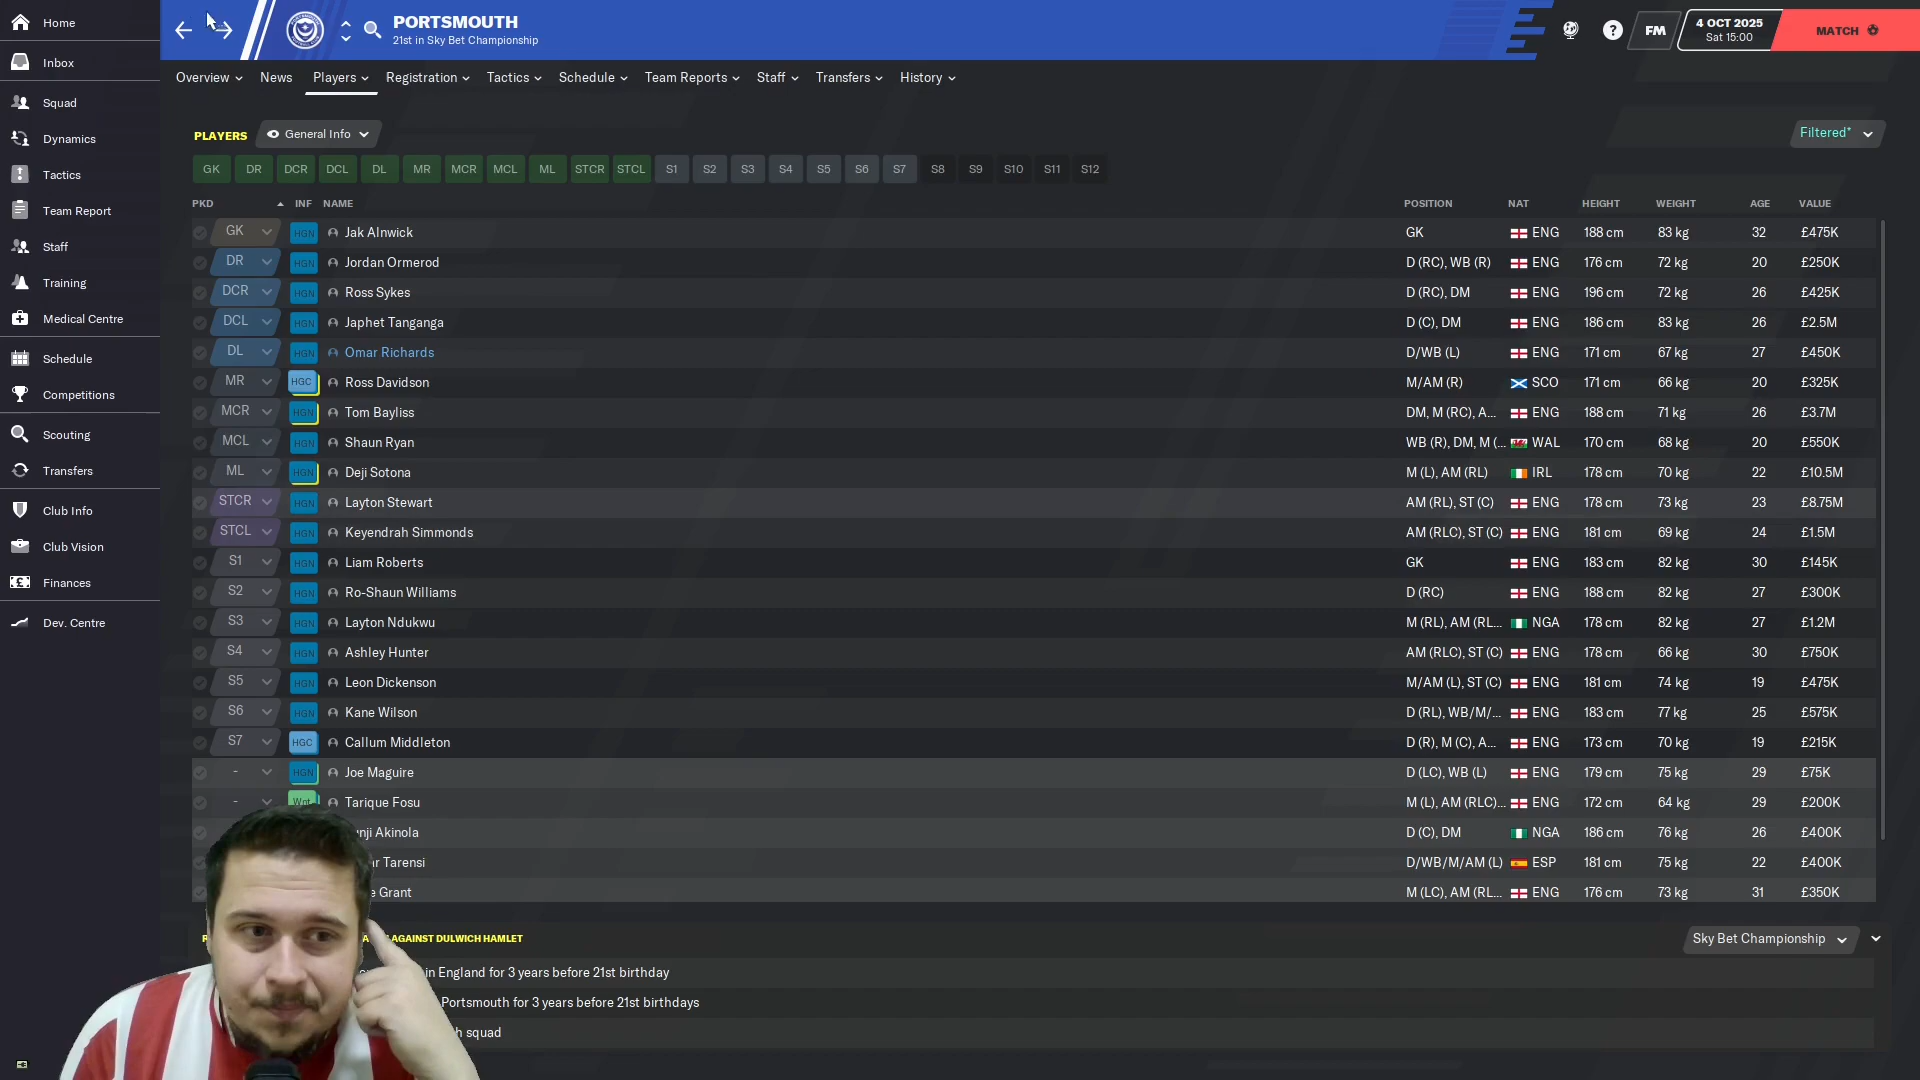 Home
Inbox
Squad
Dynamics
Tactics
Team Report
Staff
Training
Medical Centre
Schedule
Competitions
Scouting
Transfers
Club Info
Club Vision
Finances
Dev. Centre
PORTSMOUTH
21st in Sky Bet Championship
FM
4 OCT 2025
Sat 15:00
MATCH
Overview News Players Registration Tactics Schedule Team Reports Staff Transfers History
PLAYERS General Info Filtered*
GK DR DCR DCL DL MR MCR MCL ML STCR STCL S1 S2 S3 S4 S5 S6 S7 S8 S9 S10 S11 S12
PKD INF NAME POSITION NAT HEIGHT WEIGHT AGE VALUE
GK HGN Jak Alnwick GK ENG 188 cm 83 kg 32 £475K
DR HGN Jordan Ormerod D (RC), WB (R) ENG 176 cm 72 kg 20 £250K
DCR HGN Ross Sykes D (RC), DM ENG 196 cm 72 kg 26 £425K
DCL HGN Japhet Tanganga D (C), DM ENG 186 cm 83 kg 26 £2.5M
DL HGN Omar Richards D/WB (L) ENG 171 cm 67 kg 27 £450K
MR HGC Ross Davidson M/AM (R) SCO 171 cm 66 kg 20 £325K
MCR HGN Tom Bayliss DM, M (RC), A... ENG 188 cm 71 kg 26 £3.7M
MCL HGN Shaun Ryan WB (R), DM, M (... WAL 170 cm 68 kg 20 £550K
ML HGN Deji Sotona M (L), AM (RL) IRL 178 cm 70 kg 22 £10.5M
STCR HGN Layton Stewart AM (RL), ST (C) ENG 178 cm 73 kg 23 £8.75M
STCL HGN Keyendrah Simmonds AM (RLC), ST (C) ENG 181 cm 69 kg 24 £1.5M
S1 HGN Liam Roberts GK ENG 183 cm 82 kg 30 £145K
S2 HGN Ro-Shaun Williams D (RC) ENG 188 cm 82 kg 27 £300K
S3 HGN Layton Ndukwu M (RL), AM (RL... NGA 178 cm 82 kg 27 £1.2M
S4 HGN Ashley Hunter AM (RLC), ST (C) ENG 178 cm 66 kg 30 £750K
S5 HGN Leon Dickenson M/AM (L), ST (C) ENG 181 cm 74 kg 19 £475K
S6 HGN Kane Wilson D (RL), WB/M/... ENG 183 cm 77 kg 25 £575K
S7 HGC Callum Middleton D (R), M (C), A... ENG 173 cm 70 kg 19 £215K
- HGN Joe Maguire D (LC), WB (L) ENG 179 cm 75 kg 29 £75K
- Wnt Tarique Fosu M (L), AM (RLC)... ENG 172 cm 64 kg 29 £200K
nji Akinola D (C), DM NGA 186 cm 76 kg 26 £400K
ar Tarensi D/WB/M/AM (L) ESP 181 cm 75 kg 22 £400K
e Grant M (LC), AM (RL... ENG 176 cm 73 kg 31 £350K
AGAINST DULWICH HAMLET Sky Bet Championship
in England for 3 years before 21st birthday
Portsmouth for 3 years before 21st birthdays
h squad